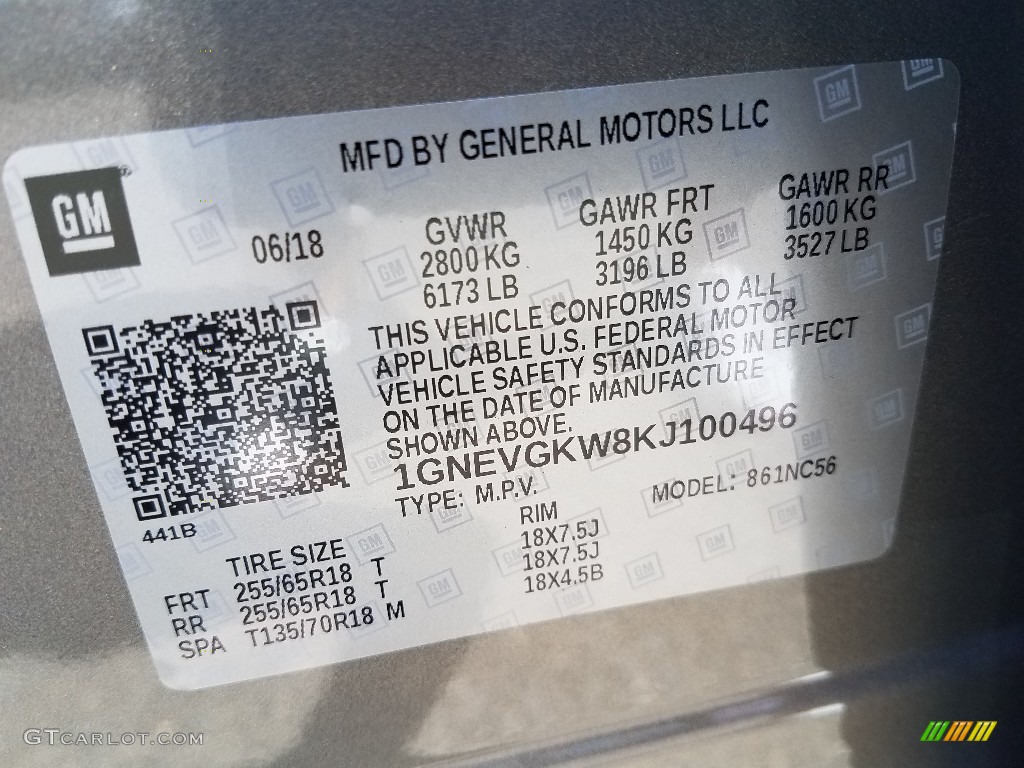 MFD BY GENERAL MOTORS LLC
GM
06/18
GVWR
2800 KG
6173 LB
GAWR FRT
1450 KG
3196 LB
GAWR RR
1600 KG
3527 LB
THIS VEHICLE CONFORMS TO ALL
APPLICABLE U.S. FEDERAL MOTOR
VEHICLE SAFETY STANDARDS IN EFFECT
ON THE DATE OF MANUFACTURE
SHOWN ABOVE.
1GNEVGKW8KJ100496
TYPE: M.P.V.
MODEL: 861NC56
441B
TIRE SIZE
RIM
FRT 255/65R18 T 18X7.5J
RR 255/65R18 T 18X7.5J
SPA T135/70R18 M 18X4.5B
GTCARLOT.COM